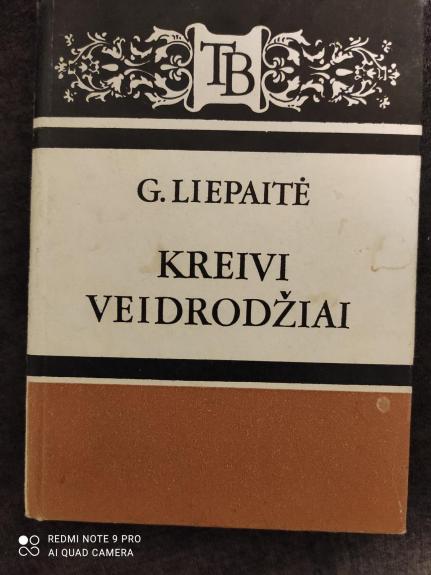 TB
G. LIEPAITĖ
KREIVI
VEIDRODŽIAI
REDMI NOTE 9 PRO
AI QUAD CAMERA